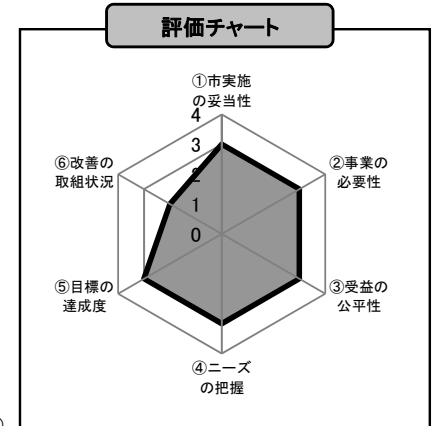 評価チャート
①市実施
の妥当性
4
3
2
1
0
②事業の
必要性
③受益の
公平性
④ニーズ
の把握
⑤目標の
達成度
⑥改善の
取組状況